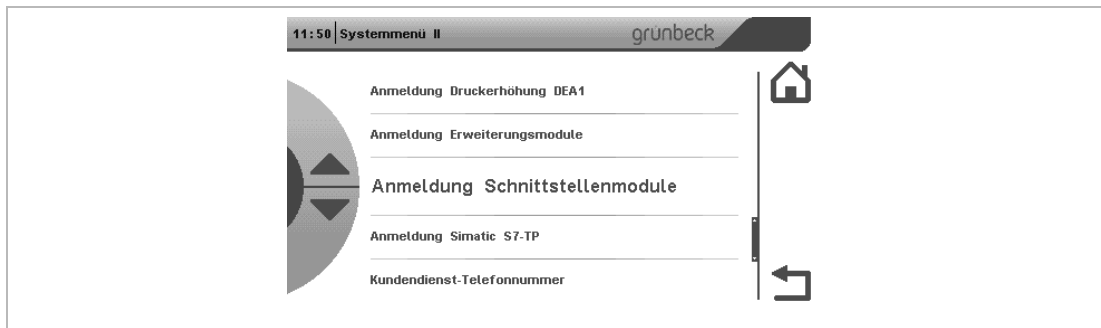 11:50 Systemmenü II grünbeck
Anmeldung Druckerhöhung DEA1
Anmeldung Erweiterungsmodule
Anmeldung Schnittstellenmodule
Anmeldung Simatic S7-TP
Kundendienst-Telefonnummer